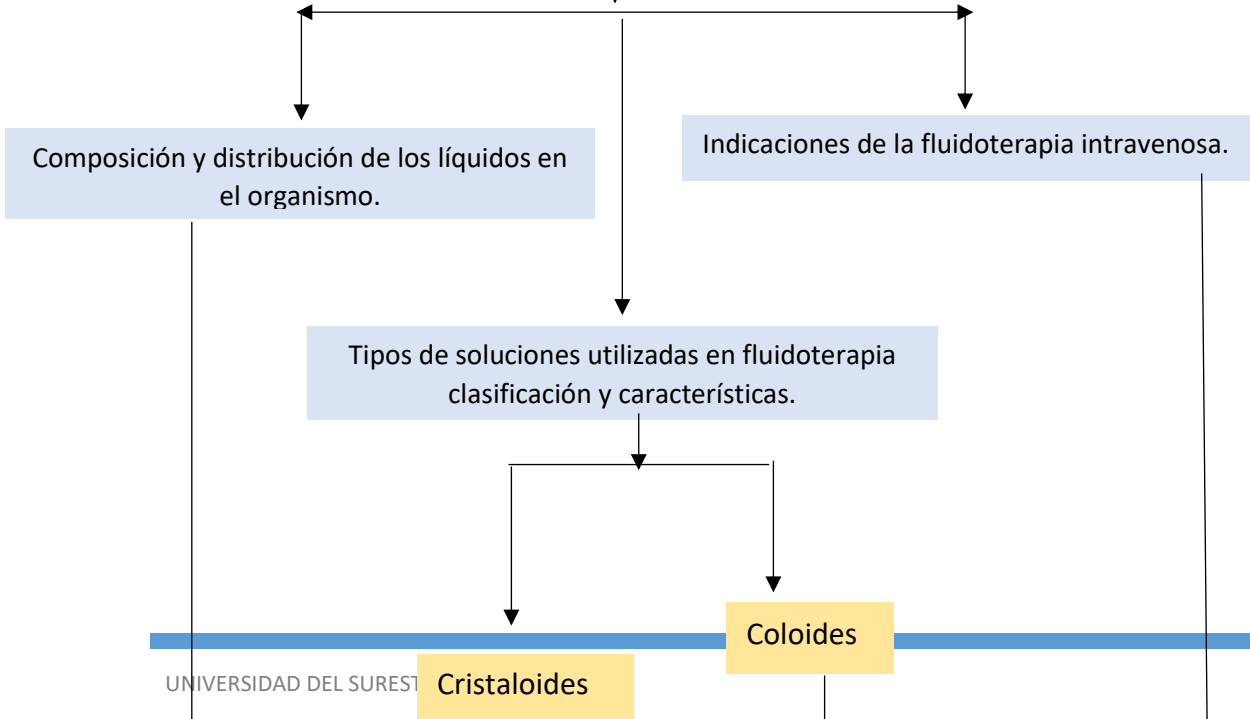 Composición y distribución de los líquidos en
el organismo.
Indicaciones de la fluidoterapia intravenosa.
Tipos de soluciones utilizadas en fluidoterapia
clasificación y características.
Coloides
UNIVERSIDAD DEL SUREST
Cristaloides